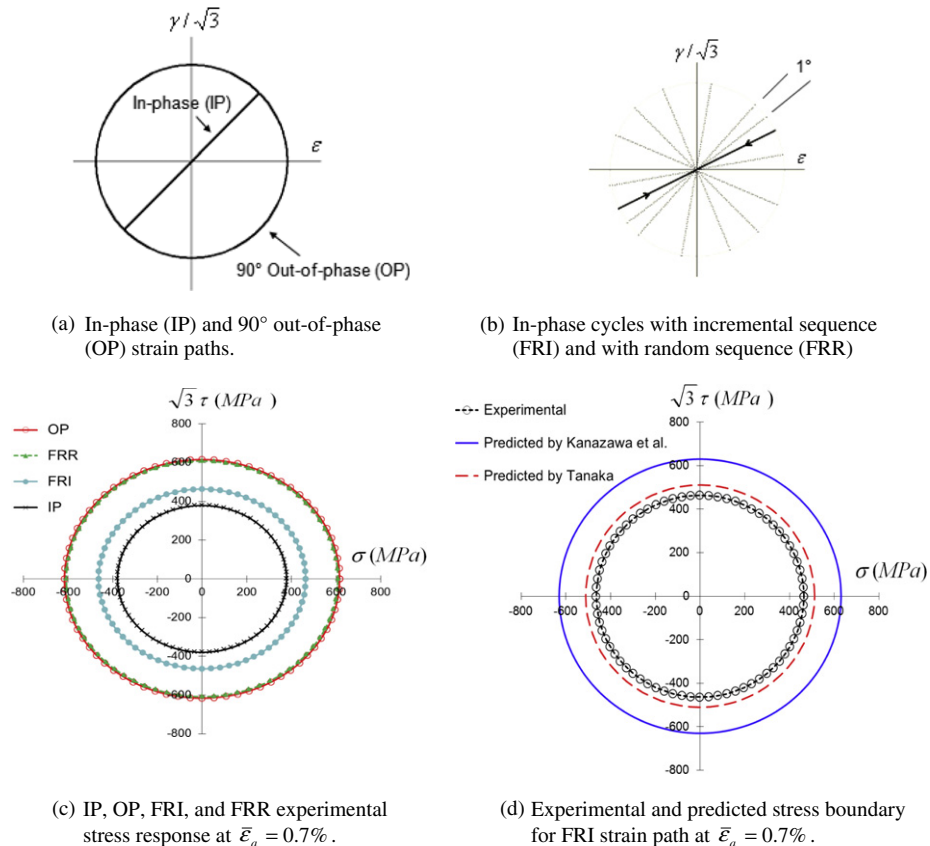 γ/√3
In-phase (IP)
ε
90° Out-of-phase (OP)
(a) In-phase (IP) and 90° out-of-phase
(OP) strain paths.
γ/√3
1°
ε
(b) In-phase cycles with incremental sequence
(FRI) and with random sequence (FRR)
√3 τ (MPa)
OP
FRR
FRI
IP
800
600
400
200
0
-200
-400
-600
-800
-800 -600 -400 -200 0 200 400 600 800
σ (MPa)
(c) IP, OP, FRI, and FRR experimental
stress response at ε̄ₐ = 0.7% .
√3 τ (MPa)
Experimental
Predicted by Kanazawa et al.
Predicted by Tanaka
800
600
400
200
0
-200
-400
-600
-800
-800 -600 -400 -200 0 200 400 600 800
σ (MPa)
(d) Experimental and predicted stress boundary
for FRI strain path at ε̄ₐ = 0.7% .